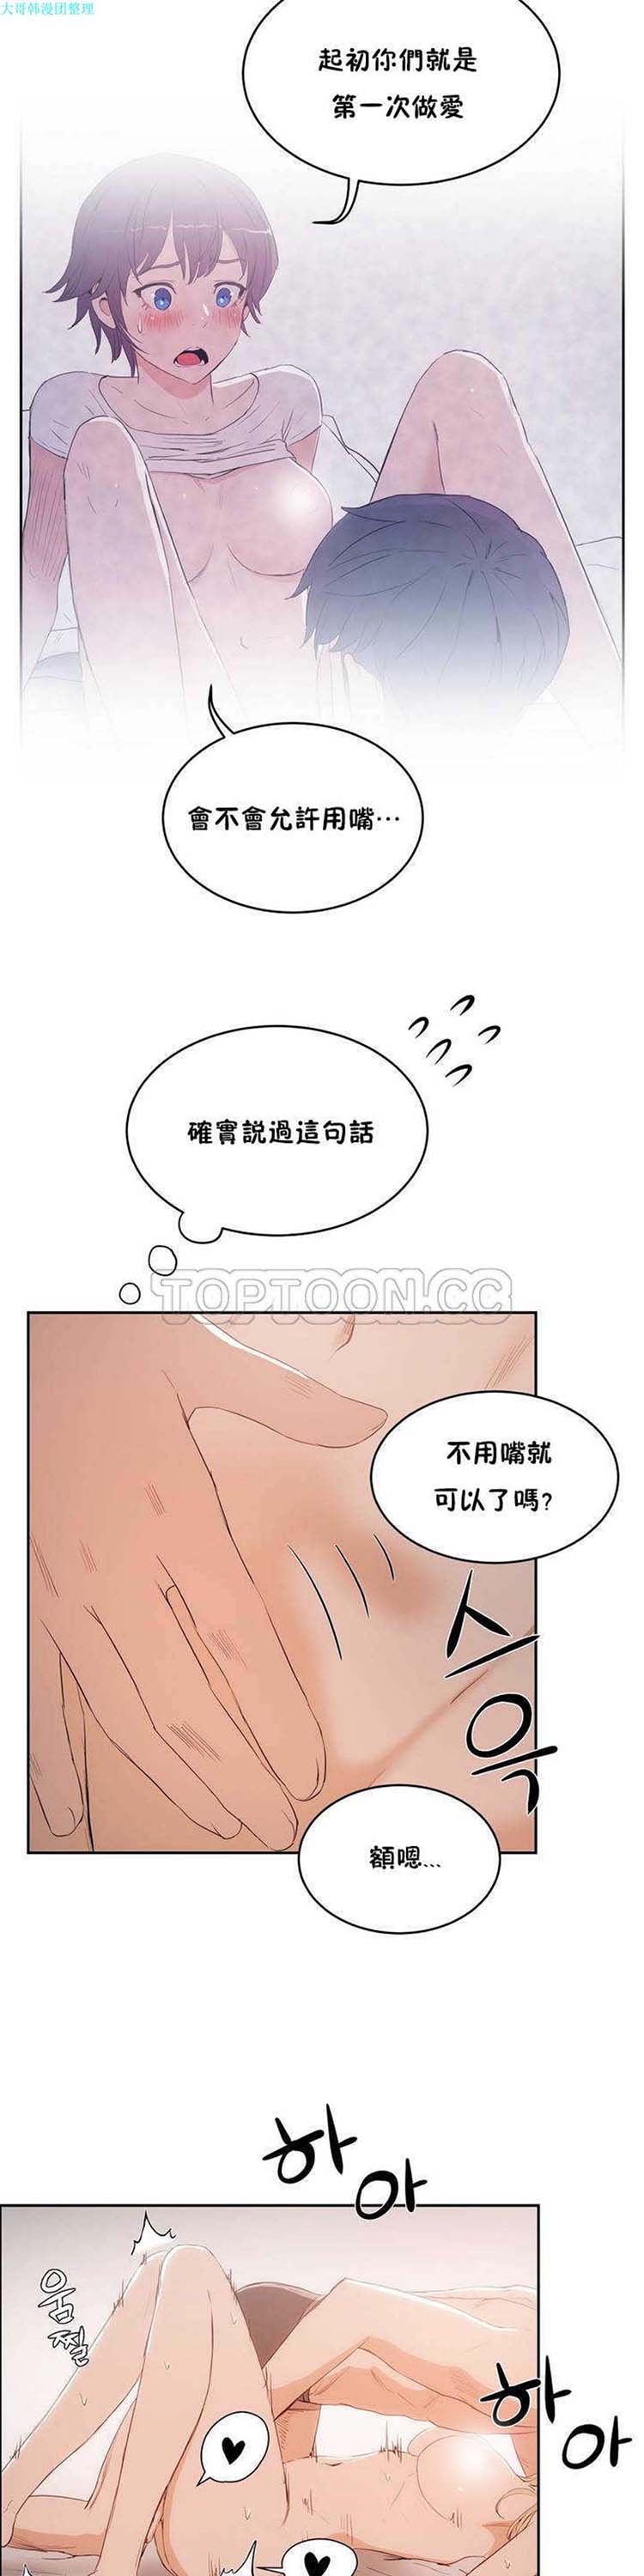 大哥韩漫团整理
起初你們就是
第一次做愛
會不會允許用嘴…
確實説過這句話
TOPTOON.CC
不用嘴就
可以了嗎?
스윽
額嗯…
하아
움찔
하아